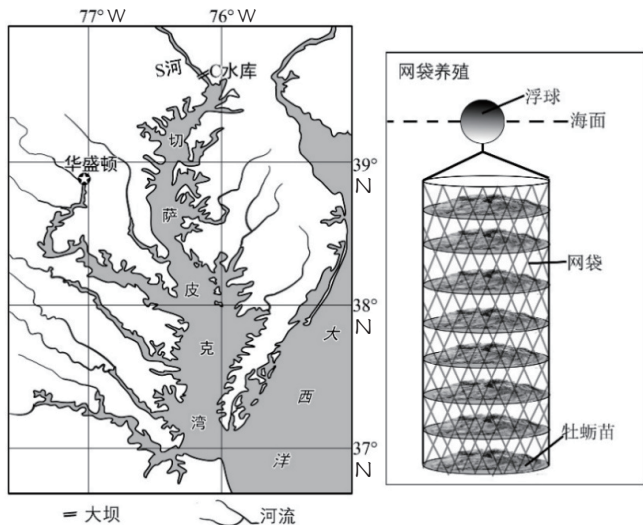 77°W 76°W
S河
C水库
切
39°
N
华盛顿
萨
皮
38°
N
大
克
西
湾
洋
37°
N
大坝 河流
网袋养殖
浮球
海面
网袋
牡蛎苗